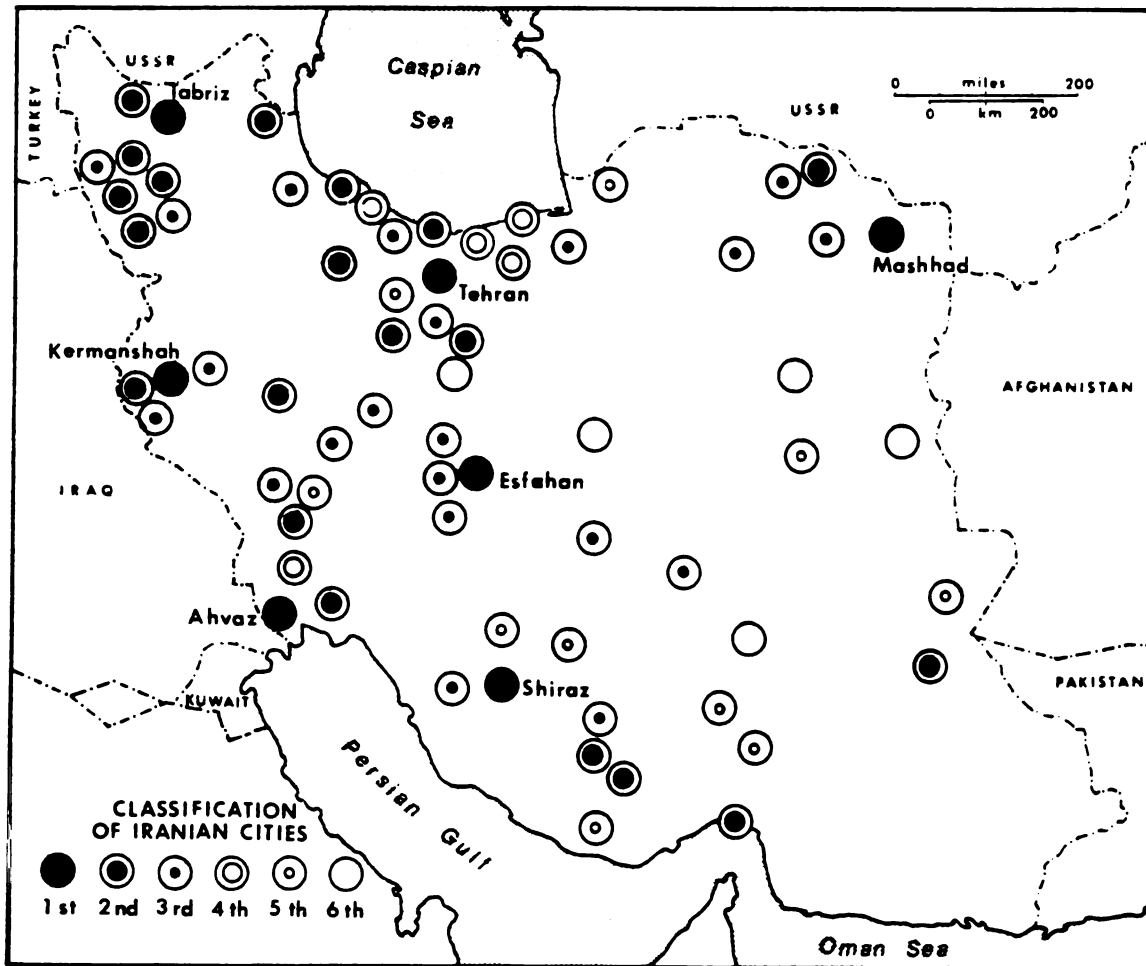 USSR
Caspian
Sea
0 miles 200
0 km 200
USSR
TURKEY
Tabriz
Mashhad
Tehran
Kermanshah
AFGHANISTAN
Esfahan
IRAQ
Ahvaz
Shiraz
KUWAIT
PAKISTAN
Persian Gulf
CLASSIFICATION
OF IRANIAN CITIES
1st 2nd 3rd 4th 5th 6th
Oman Sea